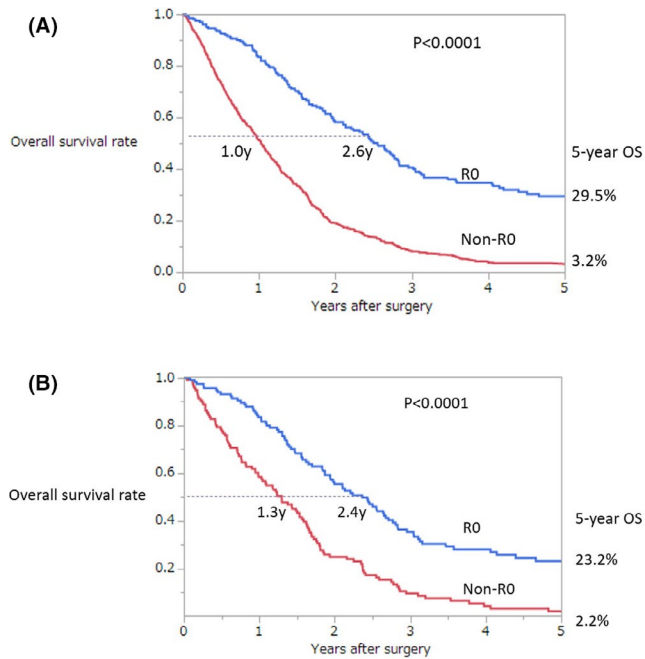 (A)
P<0.0001
1.0
0.8
0.6
0.4
0.2
0.0
Overall survival rate
1.0y
2.6y
R0
Non-R0
5-year OS
29.5%
3.2%
0 1 2 3 4 5
Years after surgery
(B)
P<0.0001
1.0
0.8
0.6
0.4
0.2
Overall survival rate
1.3y
2.4y
R0
Non-R0
5-year OS
23.2%
2.2%
0 1 2 3 4 5
Years after surgery